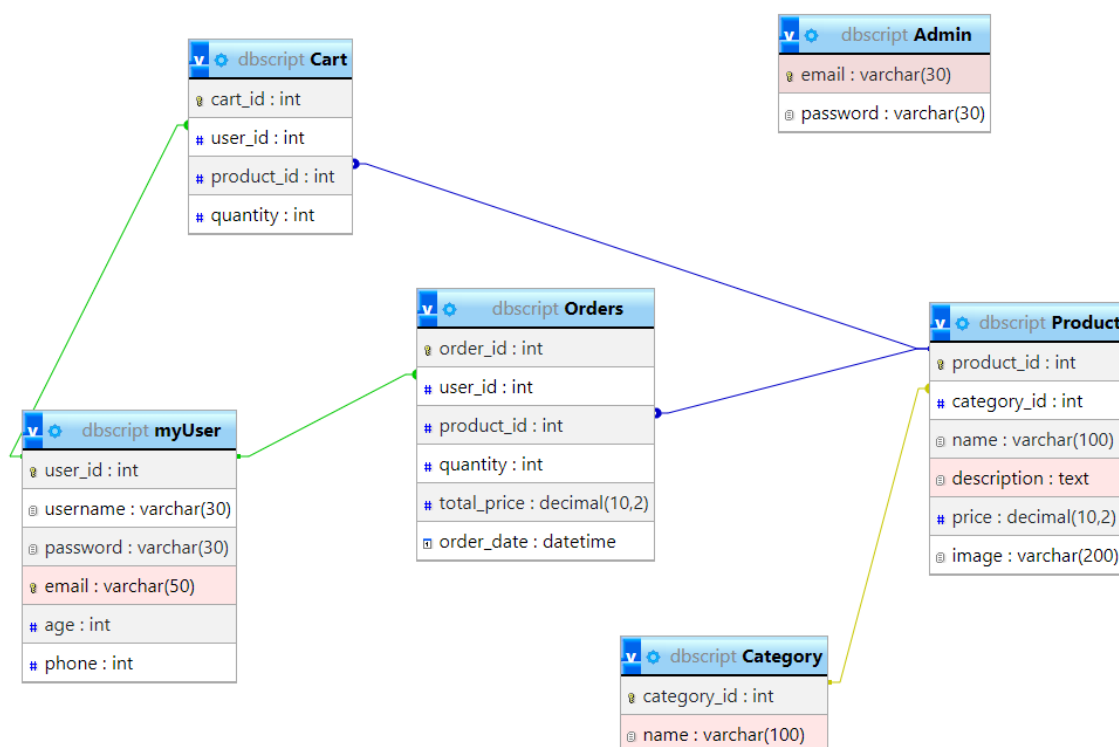 dbscript Cart
cart_id : int
user_id : int
product_id : int
quantity : int
dbscript Admin
email : varchar(30)
password : varchar(30)
dbscript Orders
order_id : int
user_id : int
product_id : int
quantity : int
total_price : decimal(10,2)
order_date : datetime
dbscript Product
product_id : int
category_id : int
name : varchar(100)
description : text
price : decimal(10,2)
image : varchar(200)
dbscript myUser
user_id : int
username : varchar(30)
password : varchar(30)
email : varchar(50)
age : int
phone : int
dbscript Category
category_id : int
name : varchar(100)